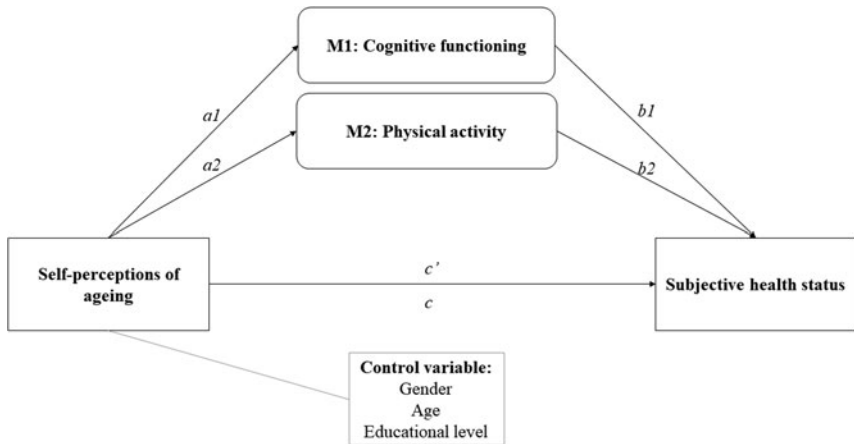 M1: Cognitive functioning
a1
b1
M2: Physical activity
a2
b2
Self-perceptions of
ageing
c’
c
Subjective health status
Control variable:
Gender
Age
Educational level